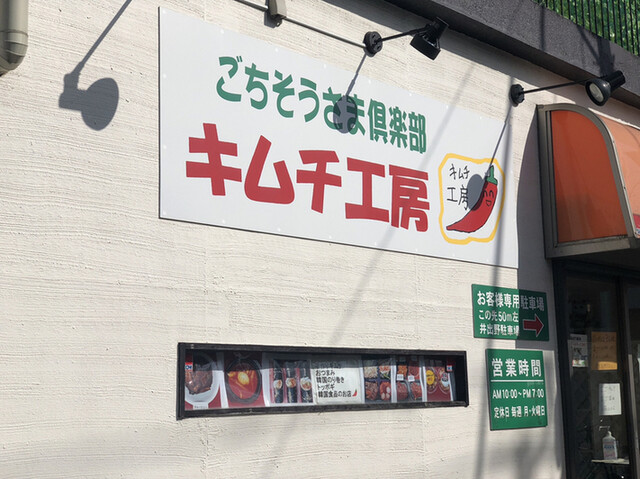 ごちそうさま倶楽部
キムチ工房
キムチ
工房
お客様専用駐車場
この先50m左
井出野駐車場
営業時間
AM10:00~PM7:00
定休日 毎週 月・火曜日
おつまみ
韓国のり巻き
トッポギ
韓国食品のお店